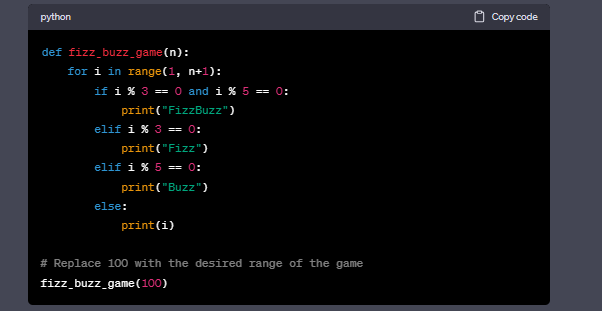 python Copy code
def fizz_buzz_game(n):
    for i in range(1, n+1):
        if i % 3 == 0 and i % 5 == 0:
            print("FizzBuzz")
        elif i % 3 == 0:
            print("Fizz")
        elif i % 5 == 0:
            print("Buzz")
        else:
            print(i)

# Replace 100 with the desired range of the game
fizz_buzz_game(100)